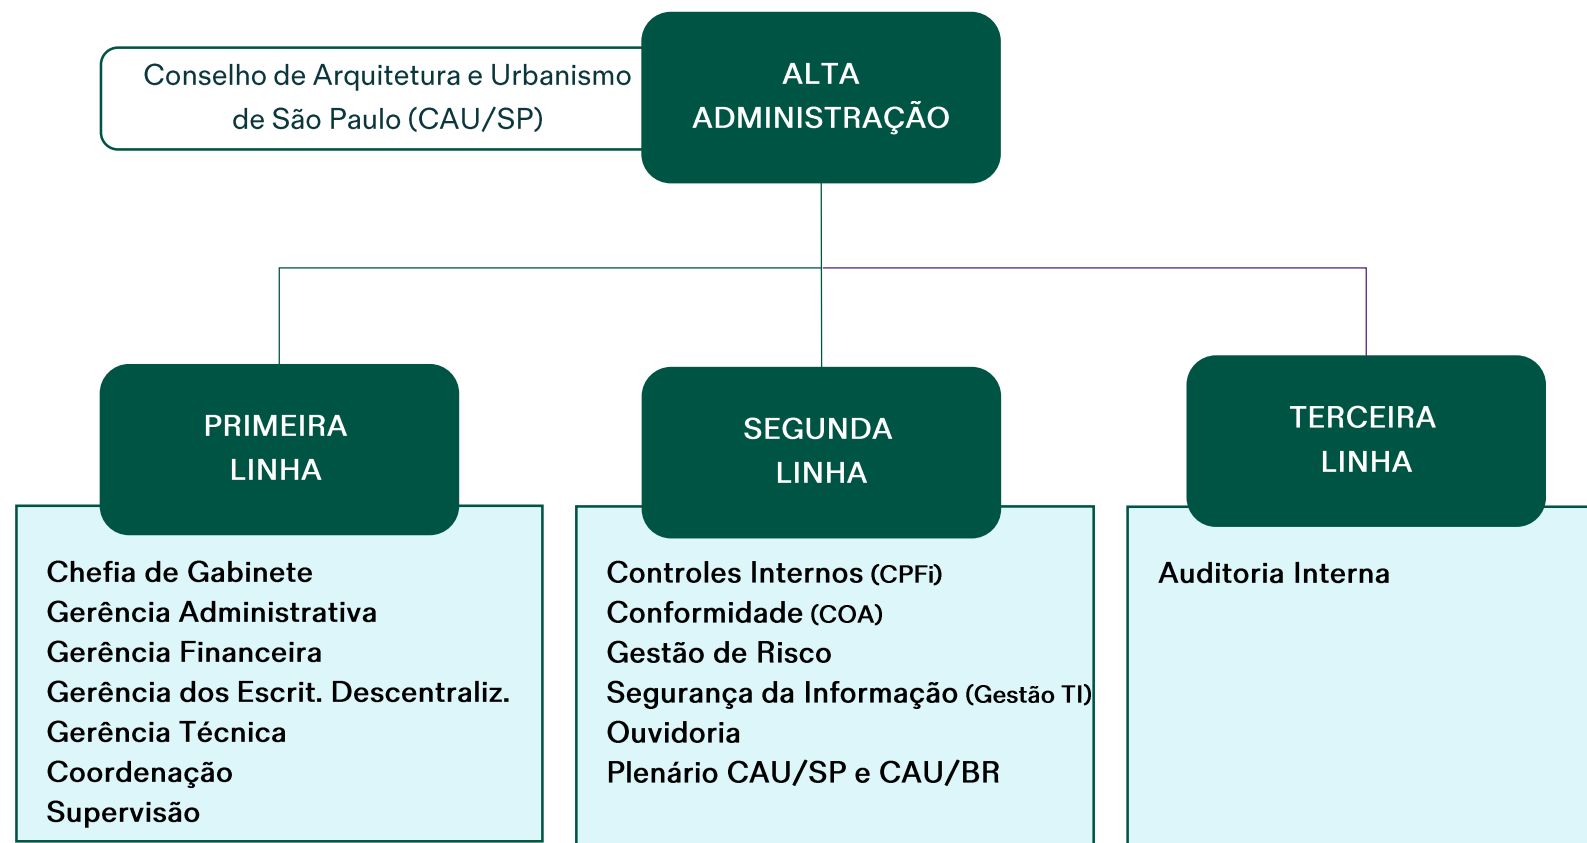 Conselho de Arquitetura e Urbanismo
de São Paulo (CAU/SP)
ALTA
ADMINISTRAÇÃO
PRIMEIRA
LINHA
Chefia de Gabinete
Gerência Administrativa
Gerência Financeira
Gerência dos Escrit. Descentraliz.
Gerência Técnica
Coordenação
Supervisão
SEGUNDA
LINHA
Controles Internos (CPFi)
Conformidade (COA)
Gestão de Risco
Segurança da Informação (Gestão TI)
Ouvidoria
Plenário CAU/SP e CAU/BR
TERCEIRA
LINHA
Auditoria Interna